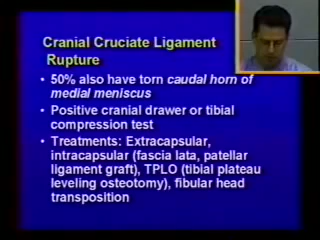 Cranial Cruciate Ligament
Rupture
• 50% also have torn caudal horn of
medial meniscus
• Positive cranial drawer or tibial
compression test
• Treatments: Extracapsular,
intracapsular (fascia lata, patellar
ligament graft), TPLO (tibial plateau
leveling osteotomy), fibular head
transposition